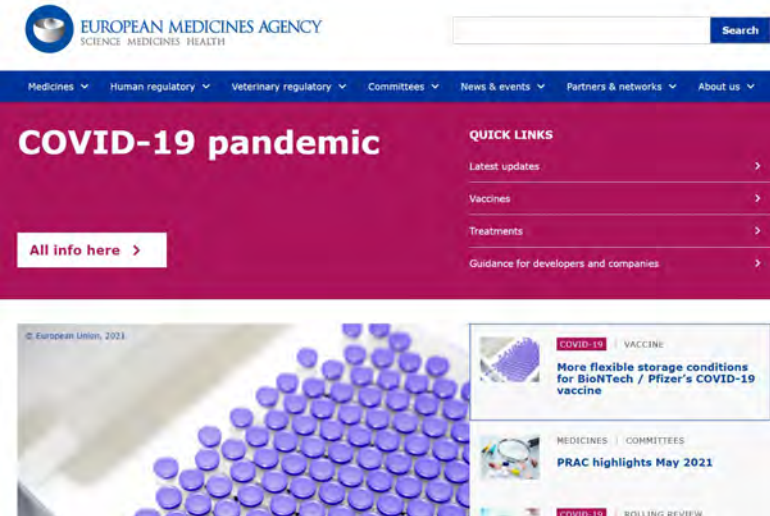 EUROPEAN MEDICINES AGENCY
SCIENCE MEDICINES HEALTH
Search
Medicines Human regulatory Veterinary regulatory Committees News & events Partners & networks About us
COVID-19 pandemic
All info here
QUICK LINKS
Latest updates
Vaccines
Treatments
Guidance for developers and companies
© European Union, 2021
COVID-19 | VACCINE
More flexible storage conditions
for BioNTech / Pfizer's COVID-19
vaccine
MEDICINES | COMMITTEES
PRAC highlights May 2021
COVID-19 | ROLLING REVIEW